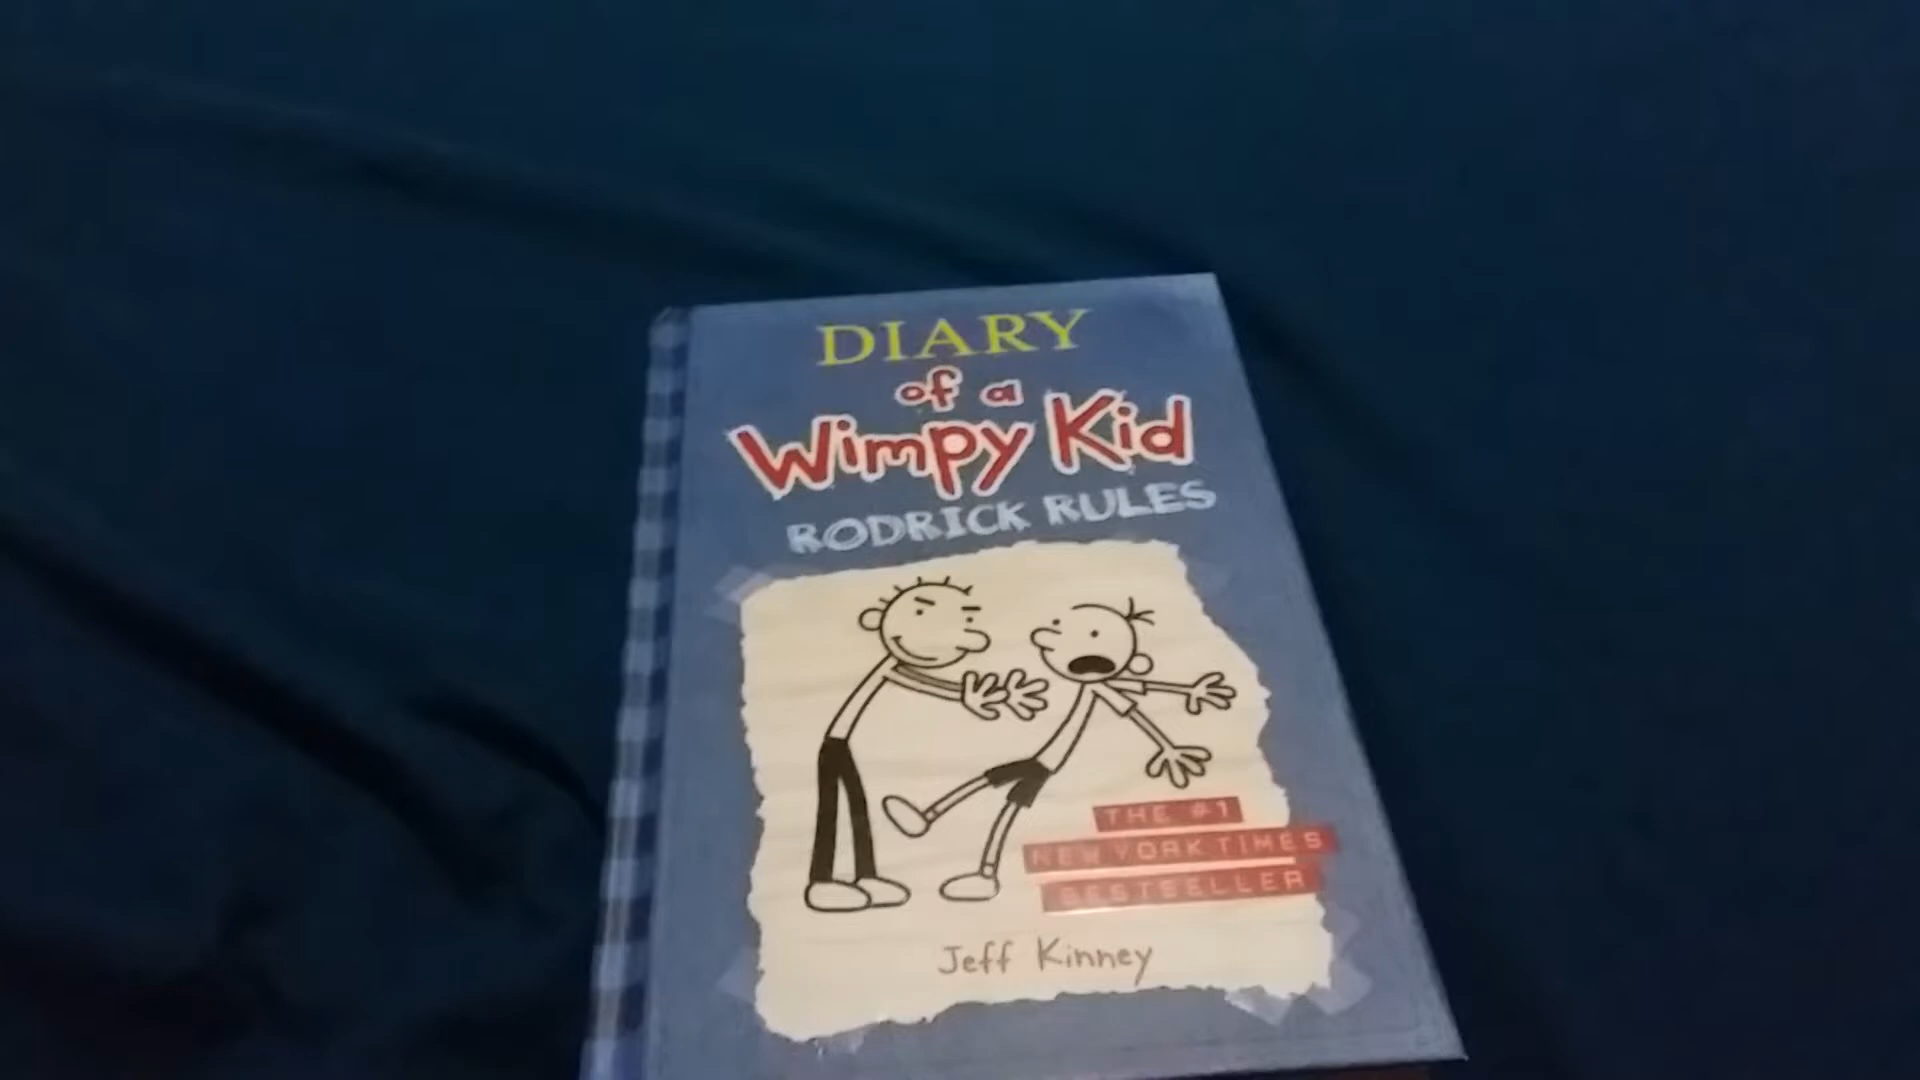 DIARY
of a
Wimpy Kid
RODRICK RULES
THE #1
NEW YORK TIMES
BESTSELLER
Jeff Kinney